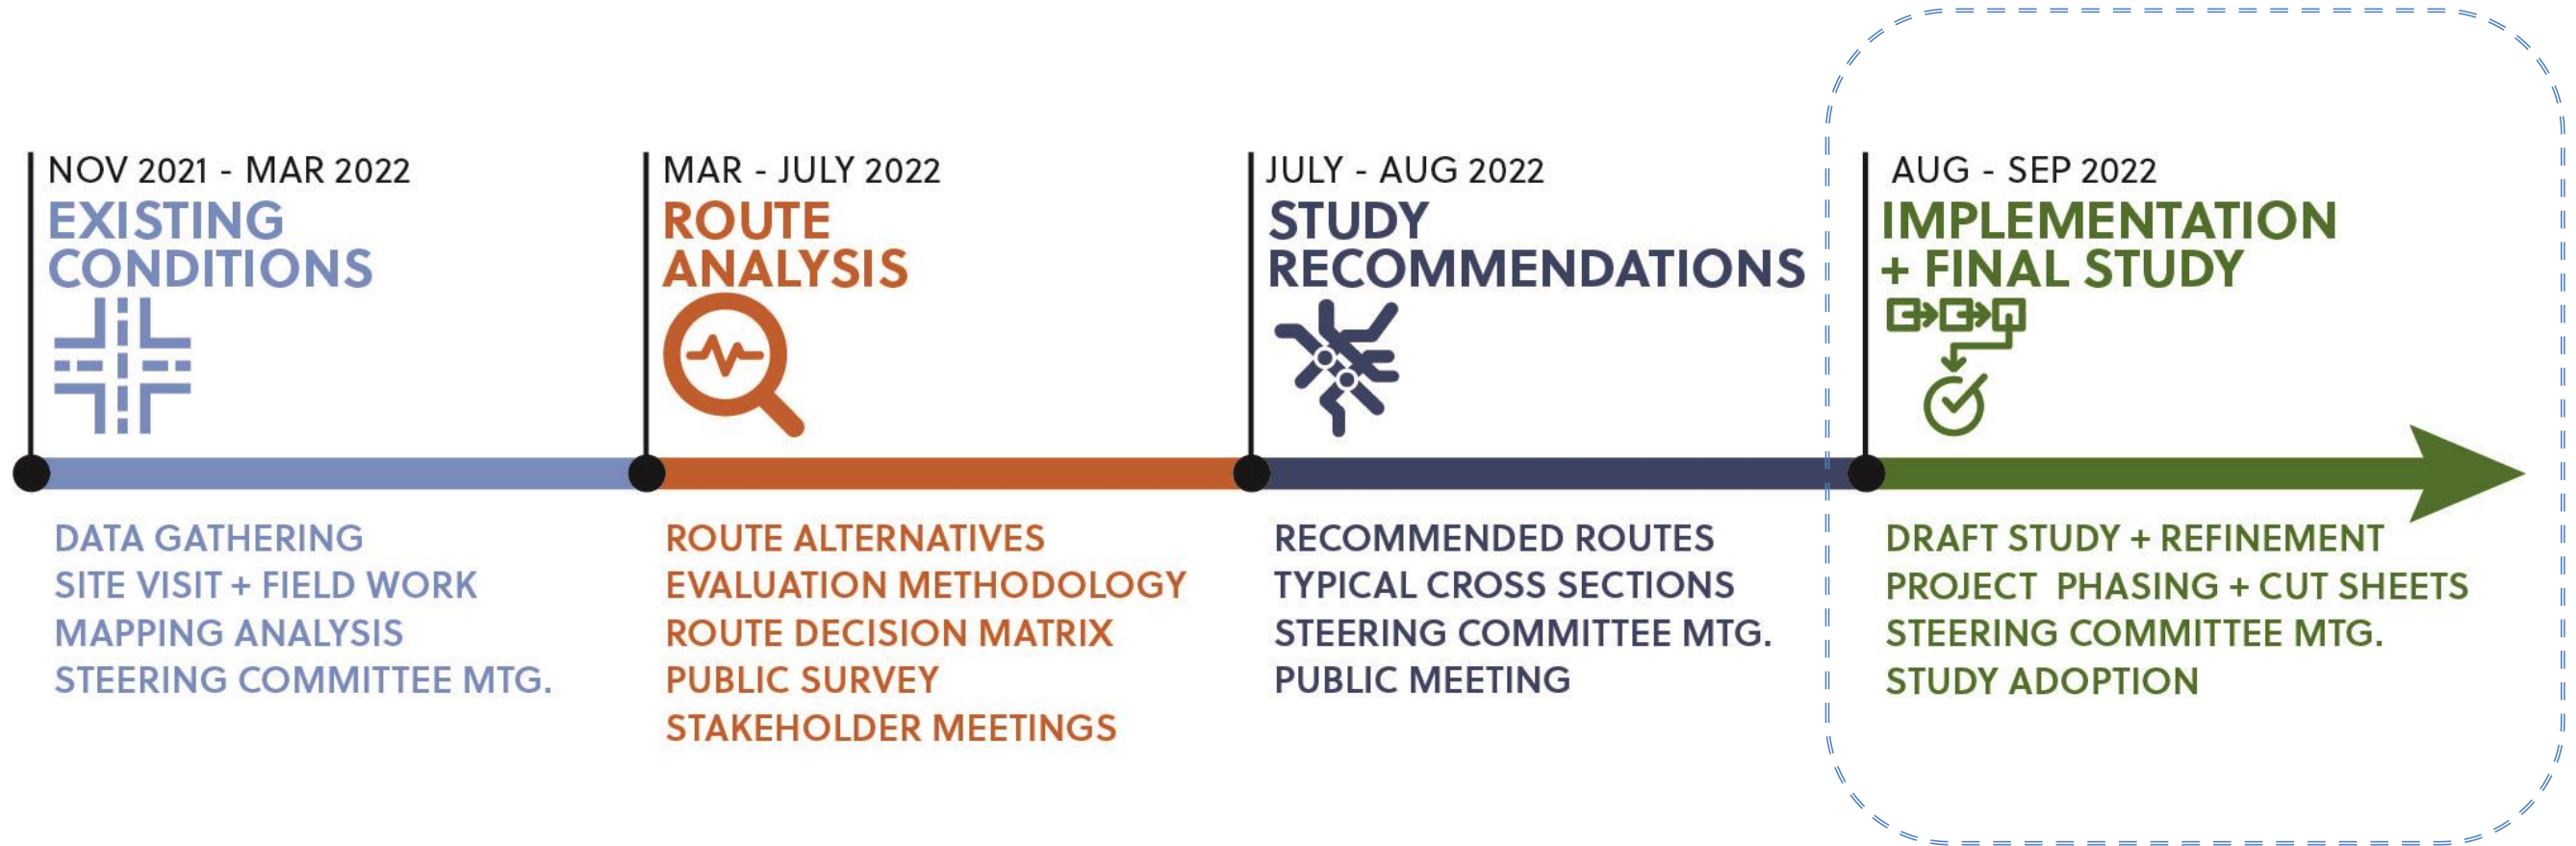 NOV 2021 - MAR 2022
EXISTING
CONDITIONS
DATA GATHERING
SITE VISIT + FIELD WORK
MAPPING ANALYSIS
STEERING COMMITTEE MTG.
MAR - JULY 2022
ROUTE
ANALYSIS
ROUTE ALTERNATIVES
EVALUATION METHODOLOGY
ROUTE DECISION MATRIX
PUBLIC SURVEY
STAKEHOLDER MEETINGS
JULY - AUG 2022
STUDY
RECOMMENDATIONS
RECOMMENDED ROUTES
TYPICAL CROSS SECTIONS
STEERING COMMITTEE MTG.
PUBLIC MEETING
AUG - SEP 2022
IMPLEMENTATION
+ FINAL STUDY
DRAFT STUDY + REFINEMENT
PROJECT PHASING + CUT SHEETS
STEERING COMMITTEE MTG.
STUDY ADOPTION